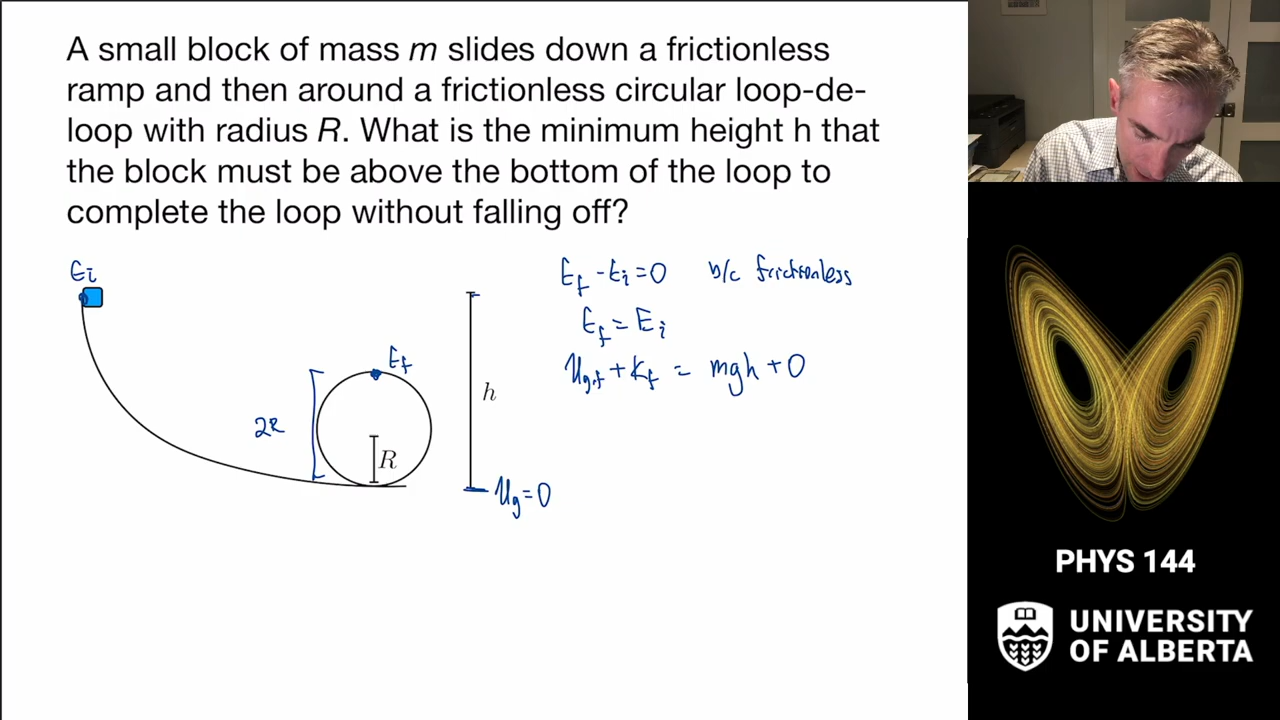 A small block of mass m slides down a frictionless
ramp and then around a frictionless circular loop-de-
loop with radius R. What is the minimum height h that
the block must be above the bottom of the loop to
complete the loop without falling off?
Ei
Ef - Ei = 0 b/c frictionless
Ef = Ei
Ug,f + Kf = mgh + 0
Ef
2R
R
h
Ug = 0
PHYS 144
UNIVERSITY
OF ALBERTA